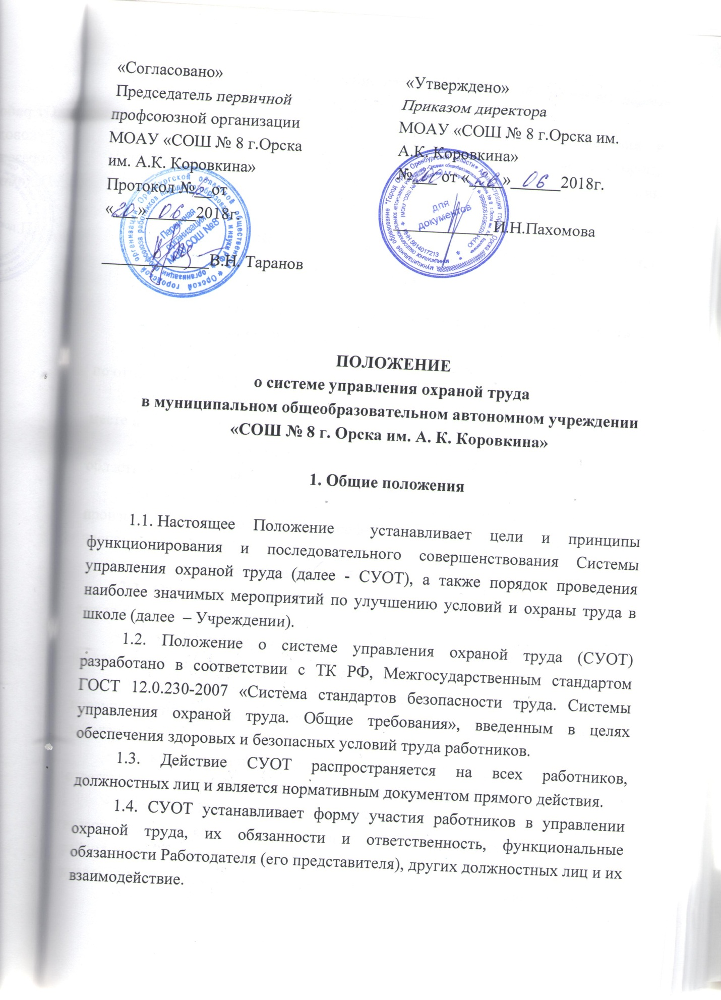 «Согласовано»
Председатель первичной
профсоюзной организации
МОАУ «СОШ № 8 г.Орска
им. А.К. Коровкина»
Протокол № от
«20» 06 2018г.
В.Н. Таранов
Первичная
организация
МОАУ СОШ №8
«Утверждено»
Приказом директора
МОАУ «СОШ № 8 г.Орска им.
А.К. Коровкина»
№ от « » 06 2018г.
И.Н.Пахомова
для
документов
ИНН 5614017213
ПОЛОЖЕНИЕ
о системе управления охраной труда
в муниципальном общеобразовательном автономном учреждении
«СОШ № 8 г. Орска им. А. К. Коровкина»
1. Общие положения
1.1. Настоящее Положение устанавливает цели и принципы
функционирования и последовательного совершенствования Системы
управления охраной труда (далее - СУОТ), а также порядок проведения
наиболее значимых мероприятий по улучшению условий и охраны труда в
школе (далее – Учреждении).
1.2. Положение о системе управления охраной труда (СУОТ)
разработано в соответствии с ТК РФ, Межгосударственным стандартом
ГОСТ 12.0.230-2007 «Система стандартов безопасности труда. Системы
управления охраной труда. Общие требования», введенным в целях
обеспечения здоровых и безопасных условий труда работников.
1.3. Действие СУОТ распространяется на всех работников,
должностных лиц и является нормативным документом прямого действия.
1.4. СУОТ устанавливает форму участия работников в управлении
охраной труда, их обязанности и ответственность, функциональные
обязанности Работодателя (его представителя), других должностных лиц и их
взаимодействие.